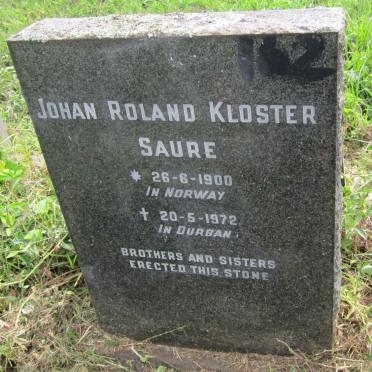 182
JOHAN ROLAND KLOSTER
SAURE
* 26-6-1900
IN NORWAY
✝ 20-5-1972
IN DURBAN
BROTHERS AND SISTERS
ERECTED THIS STONE